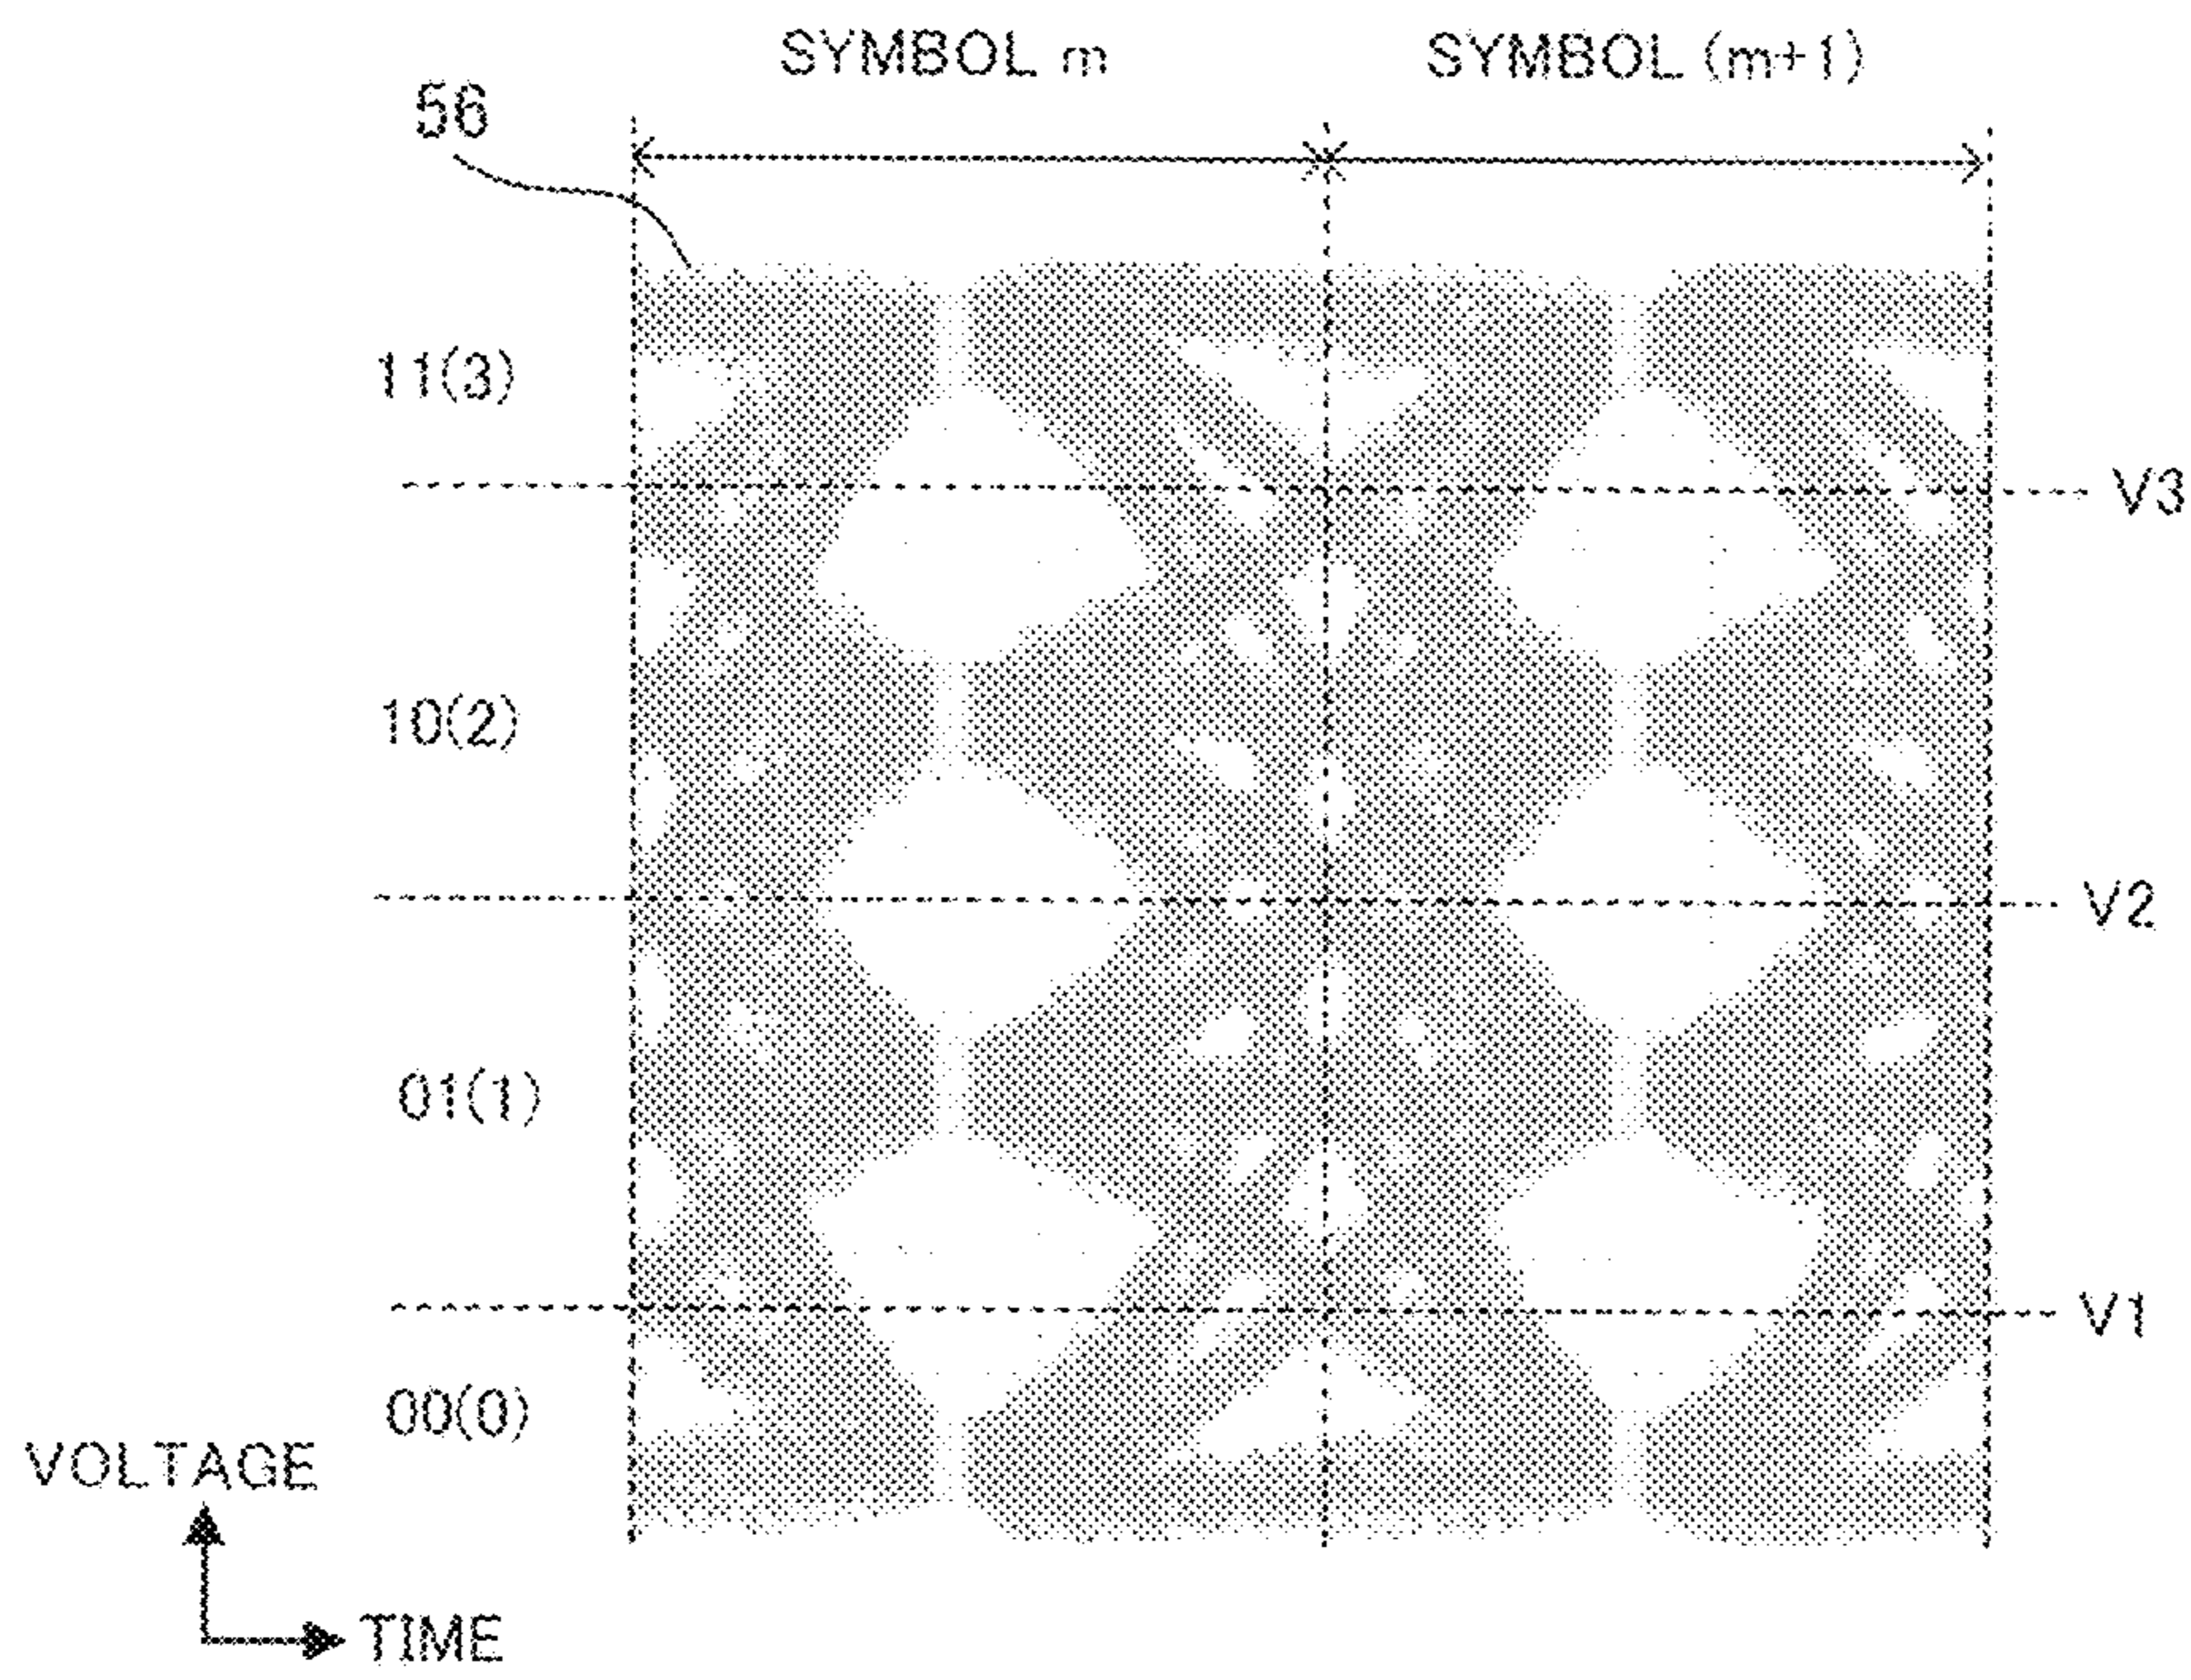 SYMBOL m
SYMBOL (m+1)
56
11(3)
V3
10(2)
V2
01(1)
V1
00(0)
VOLTAGE
TIME